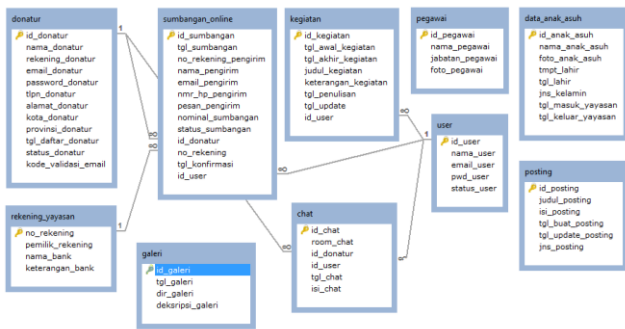 donatur
id_donatur
nama_donatur
rekening_donatur
email_donatur
password_donatur
tlpn_donatur
alamat_donatur
kota_donatur
provinsi_donatur
tgl_daftar_donatur
status_donatur
kode_validasi_email
sumbangan_online
id_sumbangan
tgl_sumbangan
no_rekening_pengirim
nama_pengirim
email_pengirim
nmr_hp_pengirim
pesan_pengirim
nominal_sumbangan
status_sumbangan
id_donatur
no_rekening
tgl_konfirmasi
id_user
kegiatan
id_kegiatan
tgl_awal_kegiatan
tgl_akhir_kegiatan
judul_kegiatan
keterangan_kegiatan
tgl_penulisan
tgl_update
id_user
pegawai
id_pegawai
nama_pegawai
jabatan_pegawai
foto_pegawai
data_anak_asuh
id_anak_asuh
nama_anak_asuh
foto_anak_asuh
tmpt_lahir
tgl_lahir
jns_kelamin
tgl_masuk_yayasan
tgl_keluar_yayasan
user
id_user
nama_user
email_user
pwd_user
status_user
posting
id_posting
judul_posting
isi_posting
tgl_buat_posting
tgl_update_posting
jns_posting
rekening_yayasan
no_rekening
pemilik_rekening
nama_bank
keterangan_bank
galeri
id_galeri
tgl_galeri
dir_galeri
deksripsi_galeri
chat
id_chat
room_chat
id_donatur
id_user
tgl_chat
isi_chat
1
∞
∞
1
∞
1
∞
∞
∞